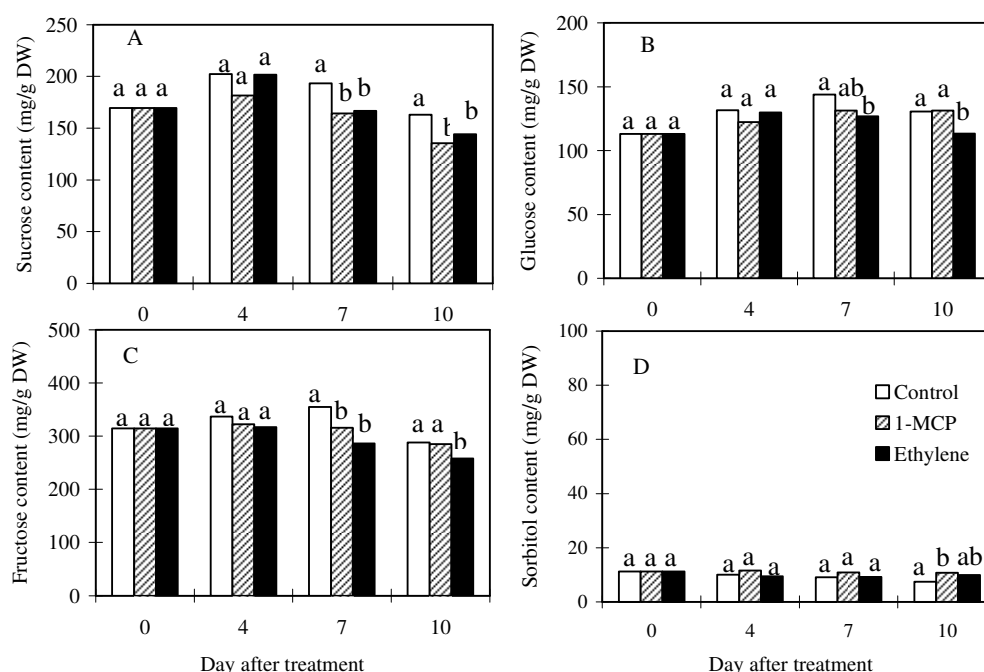 Sucrose content (mg/g DW)
250
200
150
100
50
0
A
a a a
a a a
a b b
a b b
0 4 7 10
Glucose content (mg/g DW)
200
150
100
50
0
B
a a a
a a a
a ab b
a a b
0 4 7 10
Fructose content (mg/g DW)
500
400
300
200
100
0
C
a a a
a a a
a b b
a a b
0 4 7 10
Day after treatment
Sorbitol content (mg/g DW)
100
80
60
40
20
0
D
Control
1-MCP
Ethylene
a a a
a a a
a a a
a b ab
0 4 7 10
Day after treatment